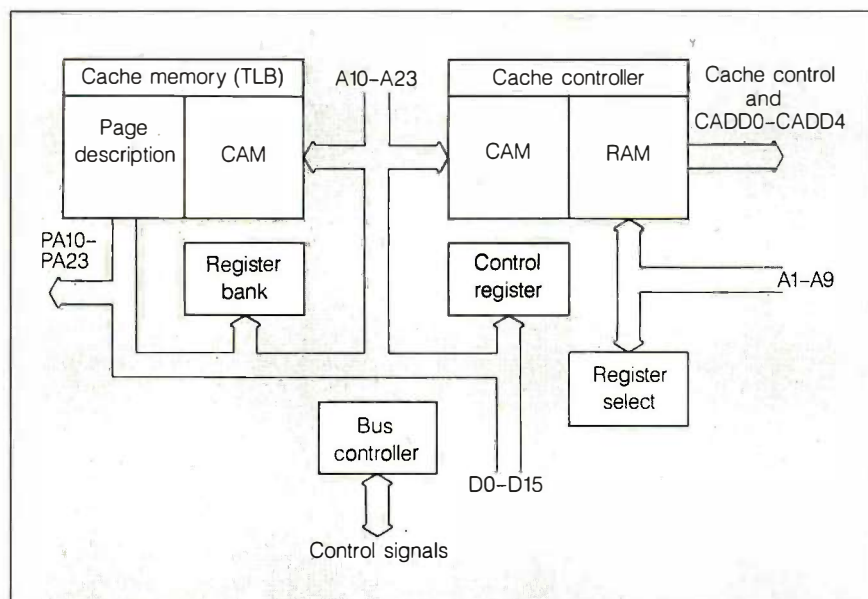 Cache memory (TLB)
Page
description
CAM
A10–A23
Cache controller
CAM
RAM
Cache control
and
CADD0–CADD4
PA10–
PA23
Register
bank
Control
register
A1–A9
Register
select
Bus
controller
D0–D15
Control signals